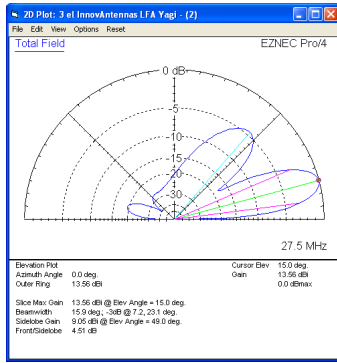 2D Plot: 3 el InnovAntennas LFA Yagi - (2)
File Edit View Options Reset
Total Field
EZNEC Pro/4
0 dB
-5
-10
-15
-20
-30
27.5 MHz
Elevation Plot
Azimuth Angle 0.0 deg.
Outer Ring 13.56 dBi
Cursor Elev 15.0 deg.
Gain 13.56 dBi
0.0 dBmax
Slice Max Gain 13.56 dBi @ Elev Angle = 15.0 deg.
Beamwidth 15.9 deg.; -3dB @ 7.2, 23.1 deg.
Sidelobe Gain 9.05 dBi @ Elev Angle = 49.0 deg.
Front/Sidelobe 4.51 dB